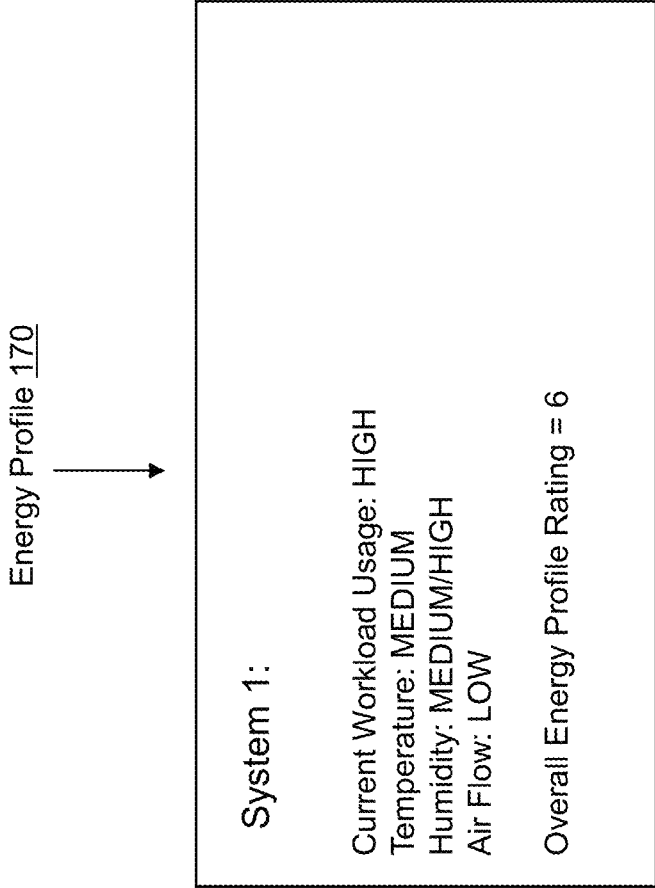 Energy Profile 170
System 1:
Current Workload Usage: HIGH
Temperature: MEDIUM
Humidity: MEDIUM/HIGH
Air Flow: LOW
Overall Energy Profile Rating = 6